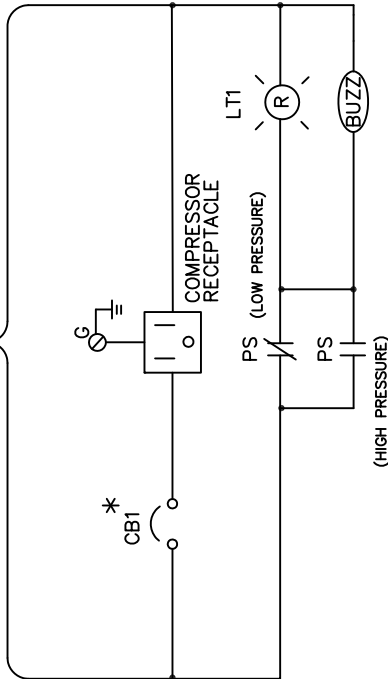 LT1
R
BUZZ
COMPRESSOR
RECEPTACLE
(LOW PRESSURE)
G
PS
PS
(HIGH PRESSURE)
*
CB1